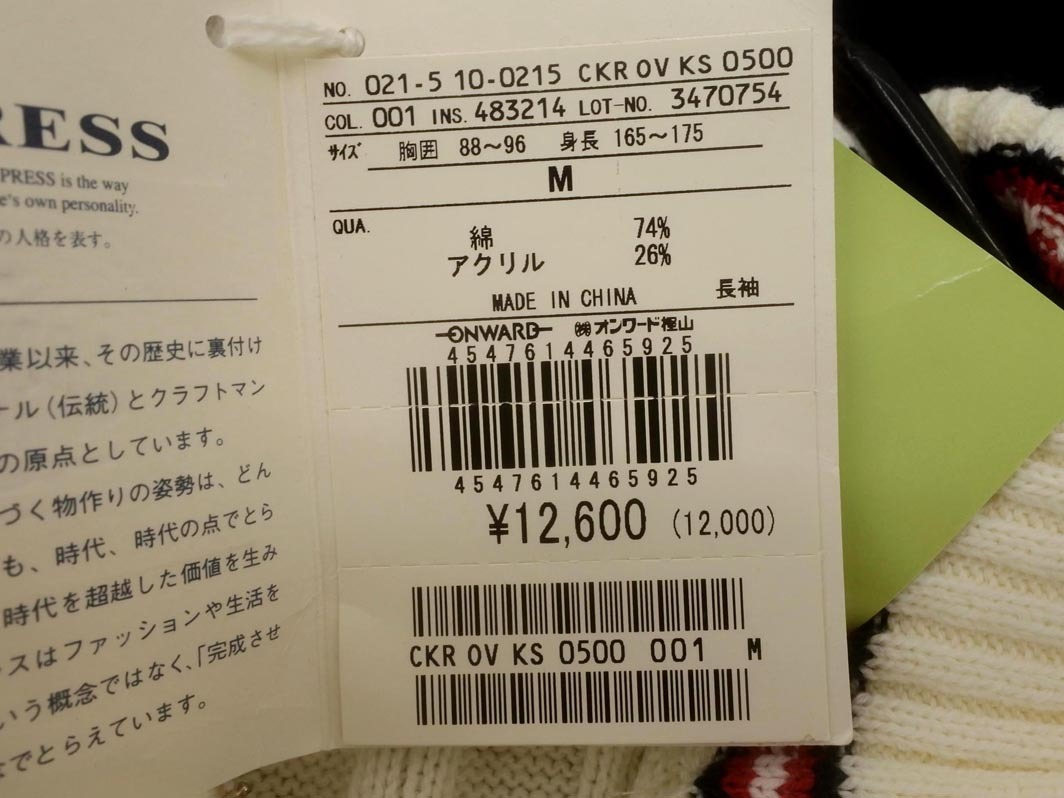 RESS
PRESS is the way
e's own personality.
の人格を表す。
業以来、その歴史に裏付け
ール(伝統)とクラフトマン
の原点としています。
づく物作りの姿勢は、どん
も、時代、時代の点でとら
時代を超越した価値を生み
スはファッションや生活を
いう概念ではなく、「完成させ
でとらえています。
NO. 021-5 10-0215 CKR OV KS 0500
COL. 001 INS. 483214 LOT-NO. 3470754
サイズ 胸囲 88〜96 身長 165〜175
M
QUA.
綿 74%
アクリル 26%
MADE IN CHINA 長袖
ONWARD ㈱オンワード樫山
4547614465925
4547614465925
¥12,600 (12,000)
CKR OV KS 0500 001 M